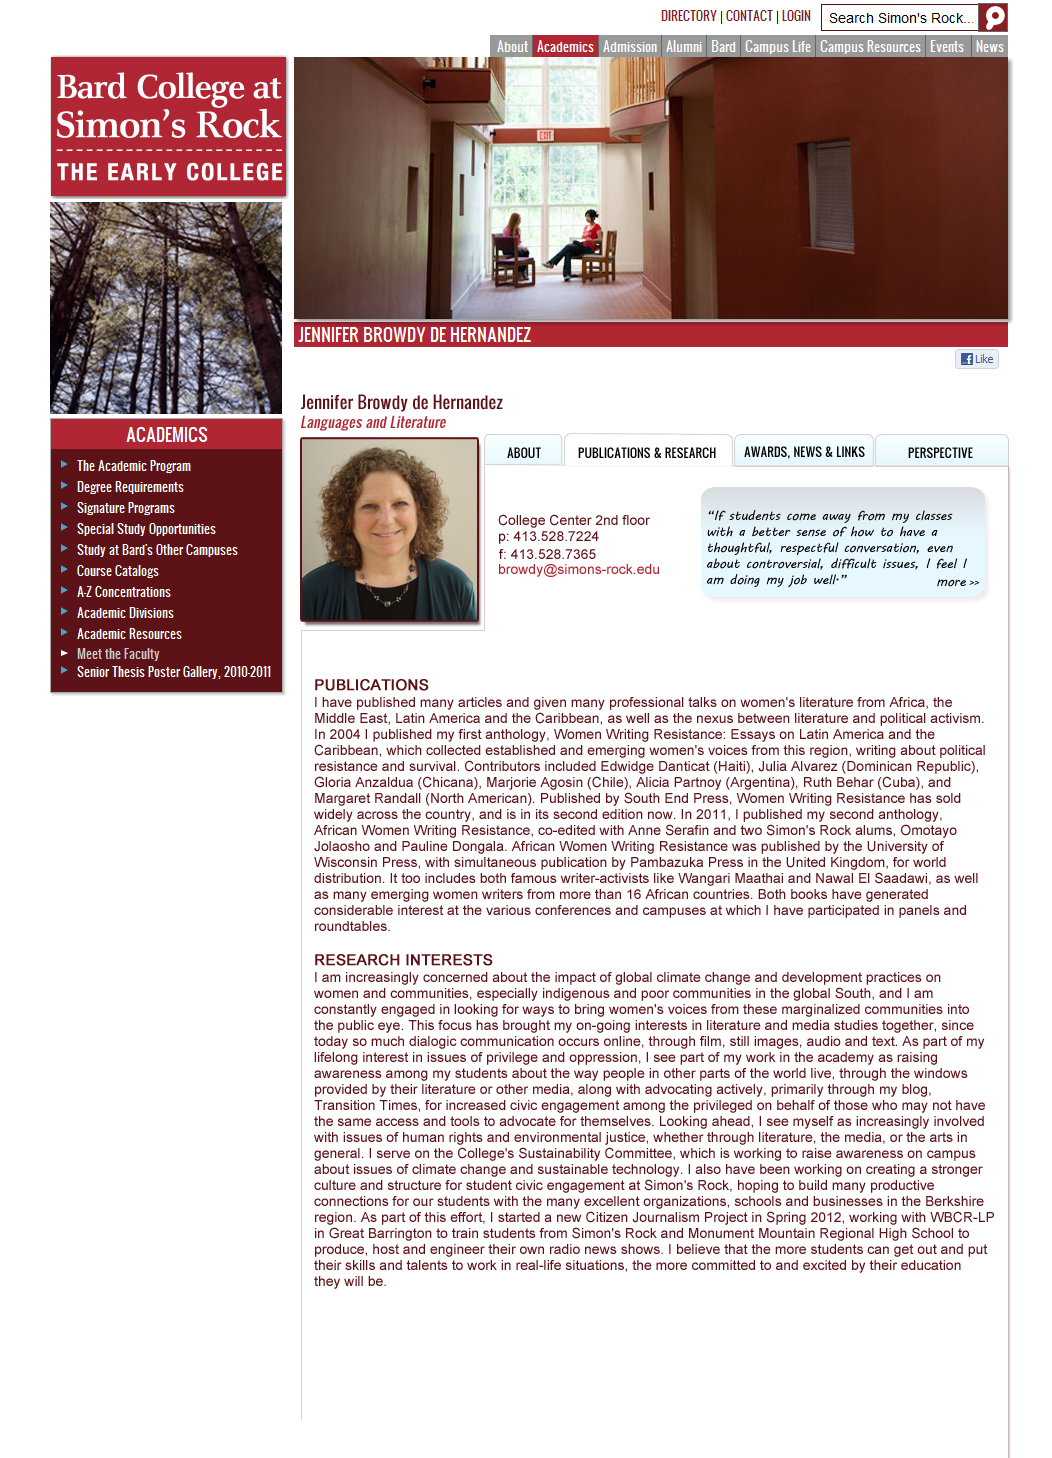 DIRECTORY | CONTACT | LOGIN
Search Simon's Rock...
About Academics Admission Alumni Bard Campus Life Campus Resources Events News
Bard College at
Simon's Rock
THE EARLY COLLEGE
EXIT
JENNIFER BROWDY DE HERNANDEZ
Like
ACADEMICS
The Academic Program
Degree Requirements
Signature Programs
Special Study Opportunities
Study at Bard's Other Campuses
Course Catalogs
A-Z Concentrations
Academic Divisions
Academic Resources
Meet the Faculty
Senior Thesis Poster Gallery, 2010-2011
Jennifer Browdy de Hernandez
Languages and Literature
ABOUT
PUBLICATIONS & RESEARCH
AWARDS, NEWS & LINKS
PERSPECTIVE
College Center 2nd floor
p: 413.528.7224
f: 413.528.7365
browdy@simons-rock.edu
“If students come away from my classes
with a better sense of how to have a
thoughtful, respectful conversation, even
about controversial, difficult issues, I feel I
am doing my job well.”
more >>
PUBLICATIONS
I have published many articles and given many professional talks on women's literature from Africa, the
Middle East, Latin America and the Caribbean, as well as the nexus between literature and political activism.
In 2004 I published my first anthology, Women Writing Resistance: Essays on Latin America and the
Caribbean, which collected established and emerging women's voices from this region, writing about political
resistance and survival. Contributors included Edwidge Danticat (Haiti), Julia Alvarez (Dominican Republic),
Gloria Anzaldua (Chicana), Marjorie Agosin (Chile), Alicia Partnoy (Argentina), Ruth Behar (Cuba), and
Margaret Randall (North American). Published by South End Press, Women Writing Resistance has sold
widely across the country, and is in its second edition now. In 2011, I published my second anthology,
African Women Writing Resistance, co-edited with Anne Serafin and two Simon's Rock alums, Omotayo
Jolaosho and Pauline Dongala. African Women Writing Resistance was published by the University of
Wisconsin Press, with simultaneous publication by Pambazuka Press in the United Kingdom, for world
distribution. It too includes both famous writer-activists like Wangari Maathai and Nawal El Saadawi, as well
as many emerging women writers from more than 16 African countries. Both books have generated
considerable interest at the various conferences and campuses at which I have participated in panels and
roundtables.
RESEARCH INTERESTS
I am increasingly concerned about the impact of global climate change and development practices on
women and communities, especially indigenous and poor communities in the global South, and I am
constantly engaged in looking for ways to bring women's voices from these marginalized communities into
the public eye. This focus has brought my on-going interests in literature and media studies together, since
today so much dialogic communication occurs online, through film, still images, audio and text. As part of my
lifelong interest in issues of privilege and oppression, I see part of my work in the academy as raising
awareness among my students about the way people in other parts of the world live, through the windows
provided by their literature or other media, along with advocating actively, primarily through my blog,
Transition Times, for increased civic engagement among the privileged on behalf of those who may not have
the same access and tools to advocate for themselves. Looking ahead, I see myself as increasingly involved
with issues of human rights and environmental justice, whether through literature, the media, or the arts in
general. I serve on the College's Sustainability Committee, which is working to raise awareness on campus
about issues of climate change and sustainable technology. I also have been working on creating a stronger
culture and structure for student civic engagement at Simon's Rock, hoping to build many productive
connections for our students with the many excellent organizations, schools and businesses in the Berkshire
region. As part of this effort, I started a new Citizen Journalism Project in Spring 2012, working with WBCR-LP
in Great Barrington to train students from Simon's Rock and Monument Mountain Regional High School to
produce, host and engineer their own radio news shows. I believe that the more students can get out and put
their skills and talents to work in real-life situations, the more committed to and excited by their education
they will be.